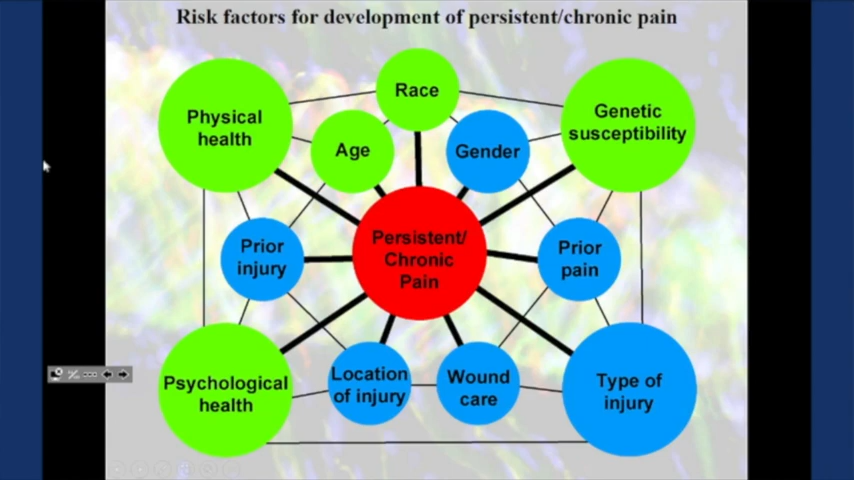 Risk factors for development of persistent/chronic pain
Race
Physical
health
Genetic
susceptibility
Age
Gender
Persistent/
Chronic
Pain
Prior
injury
Prior
pain
Psychological
health
Location
of injury
Wound
care
Type of
injury